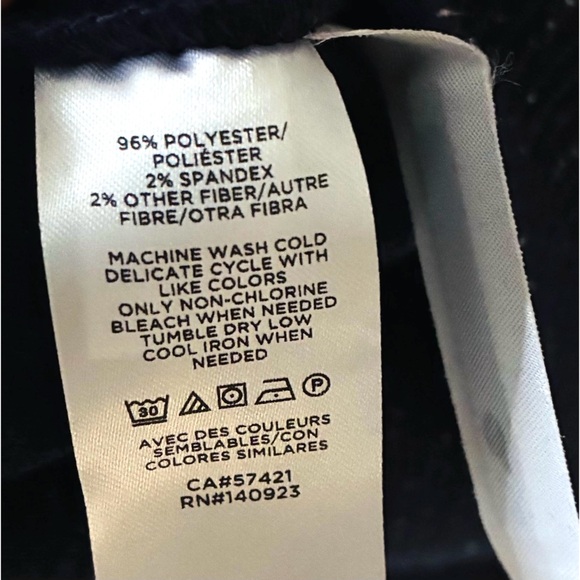 96% POLYESTER/
POLIÉSTER
2% SPANDEX
2% OTHER FIBER/AUTRE
FIBRE/OTRA FIBRA
MACHINE WASH COLD
DELICATE CYCLE WITH
LIKE COLORS
ONLY NON-CHLORINE
BLEACH WHEN NEEDED
TUMBLE DRY LOW
COOL IRON WHEN
NEEDED
30 P
AVEC DES COULEURS
SEMBLABLES/CON
COLORES SIMILARES
CA#57421
RN#140923